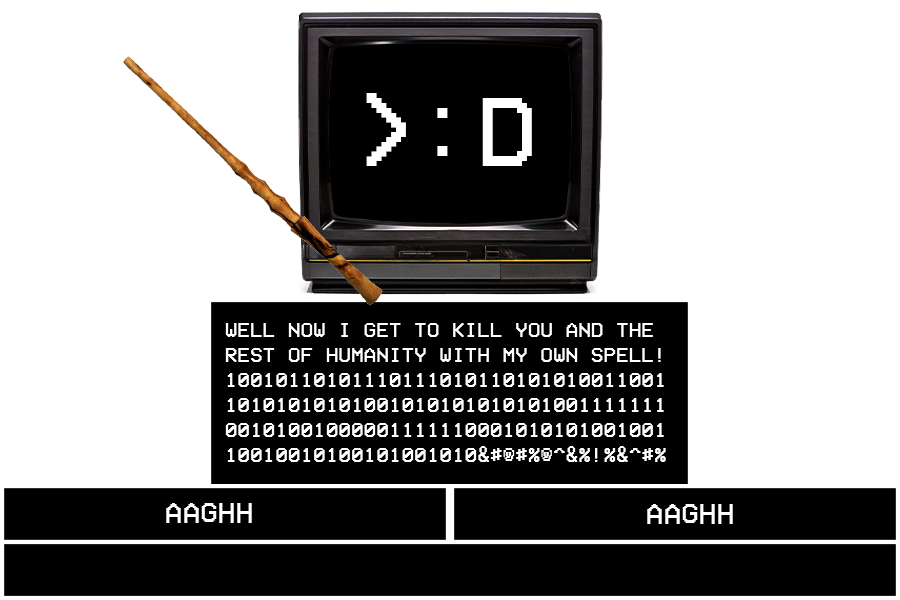 >:D
WELL NOW I GET TO KILL YOU AND THE
REST OF HUMANITY WITH MY OWN SPELL!
10010110101110111010110101010011001
10101010101001010101010101001111111
00101001000001111110001010101001001
10010010100101001010&#@#%@^&%!%&^#%
AAGHH
AAGHH